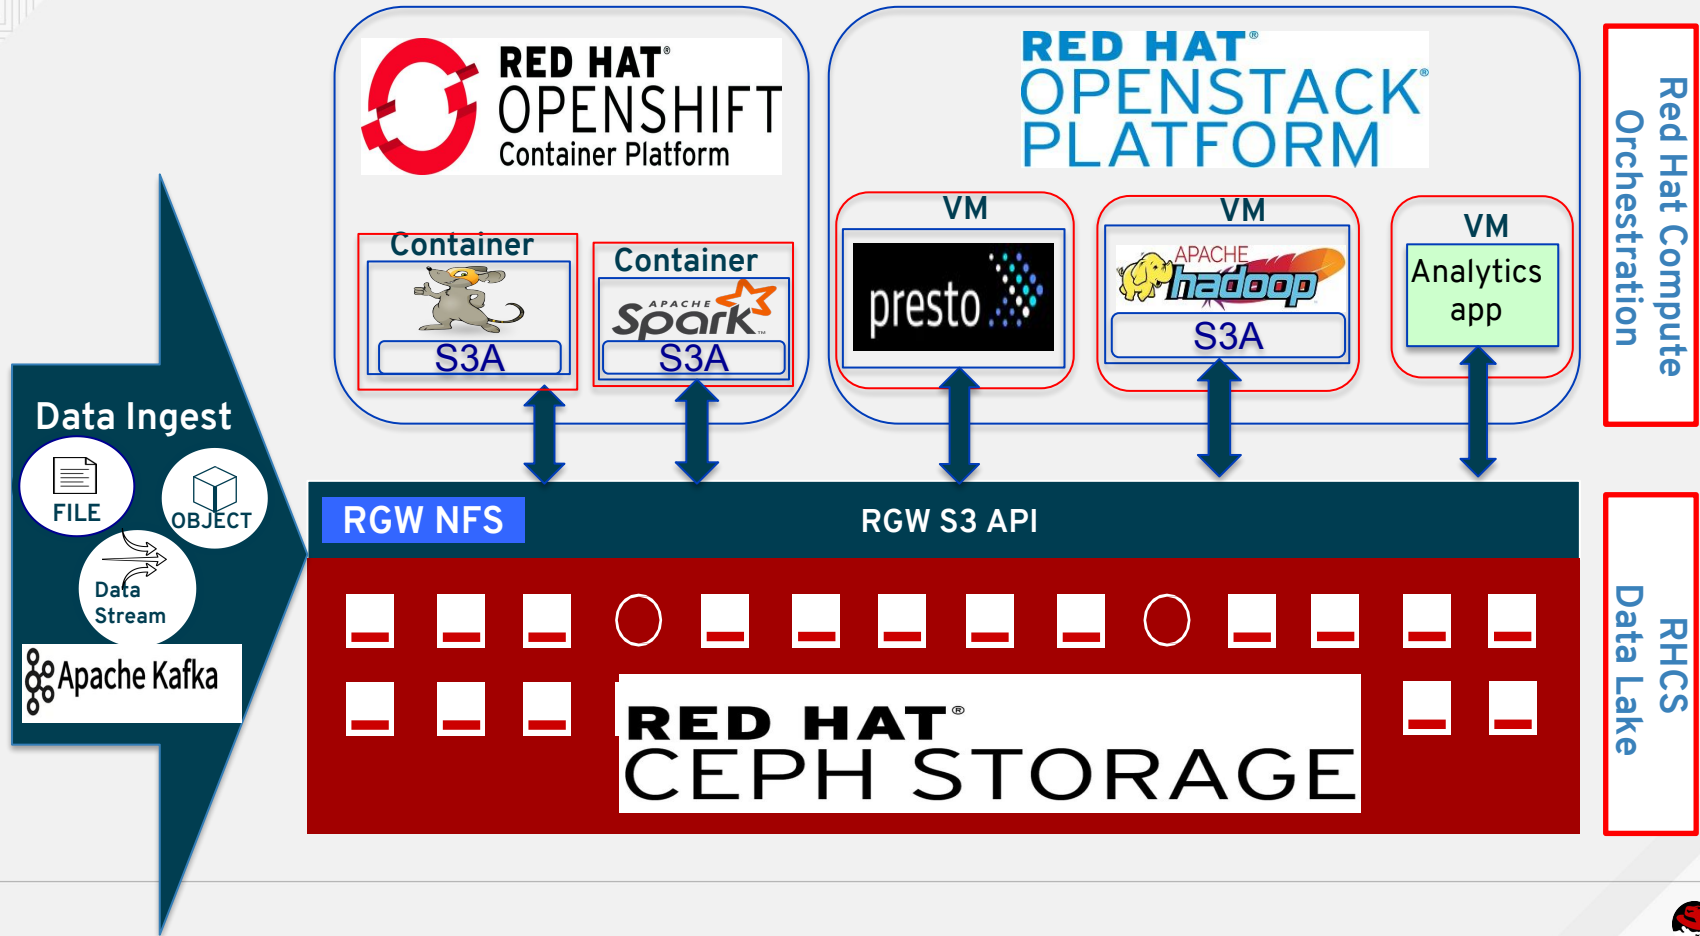 RED HAT®
OPENSHIFT
Container Platform
RED HAT®
OPENSTACK®
PLATFORM
Container
S3A
Container
APACHE
Spark™
S3A
VM
presto
VM
APACHE
hadoop
S3A
VM
Analytics
app
Red Hat Compute
Orchestration
Data Ingest
FILE
OBJECT
Data
Stream
Apache Kafka
RGW NFS
RGW S3 API
RED HAT®
CEPH STORAGE
RHCS
Data Lake